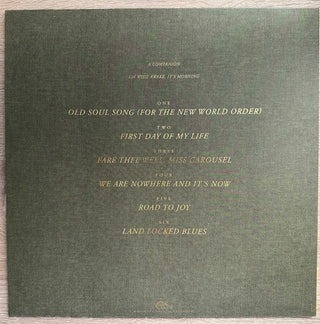 A COMPANION
I'M WIDE AWAKE, IT'S MORNING
ONE
OLD SOUL SONG (FOR THE NEW WORLD ORDER)
TWO
FIRST DAY OF MY LIFE
THREE
FARE THEE WELL, MISS CAROUSEL
FOUR
WE ARE NOWHERE AND IT'S NOW
FIVE
ROAD TO JOY
SIX
LAND LOCKED BLUES